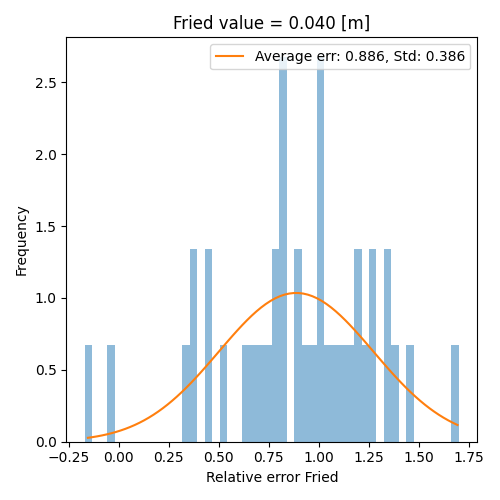 Fried value = 0.040 [m]
Average err: 0.886, Std: 0.386
Frequency
2.5
2.0
1.5
1.0
0.5
0.0
−0.25 0.00 0.25 0.50 0.75 1.00 1.25 1.50 1.75
Relative error Fried